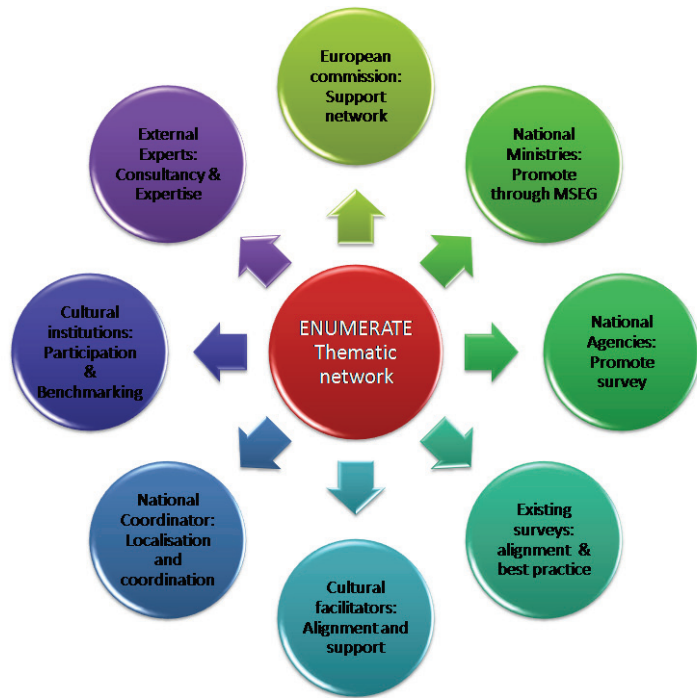 European
commission:
Support
network
National
Ministries:
Promote
through MSEG
National
Agencies:
Promote
survey
Existing
surveys:
alignment &
best practice
Cultural
facilitators:
Alignment and
support
National
Coordinator:
Localisation
and
coordination
Cultural
institutions:
Participation
&
Benchmarking
External
Experts:
Consultancy &
Expertise
ENUMERATE
Thematic
network